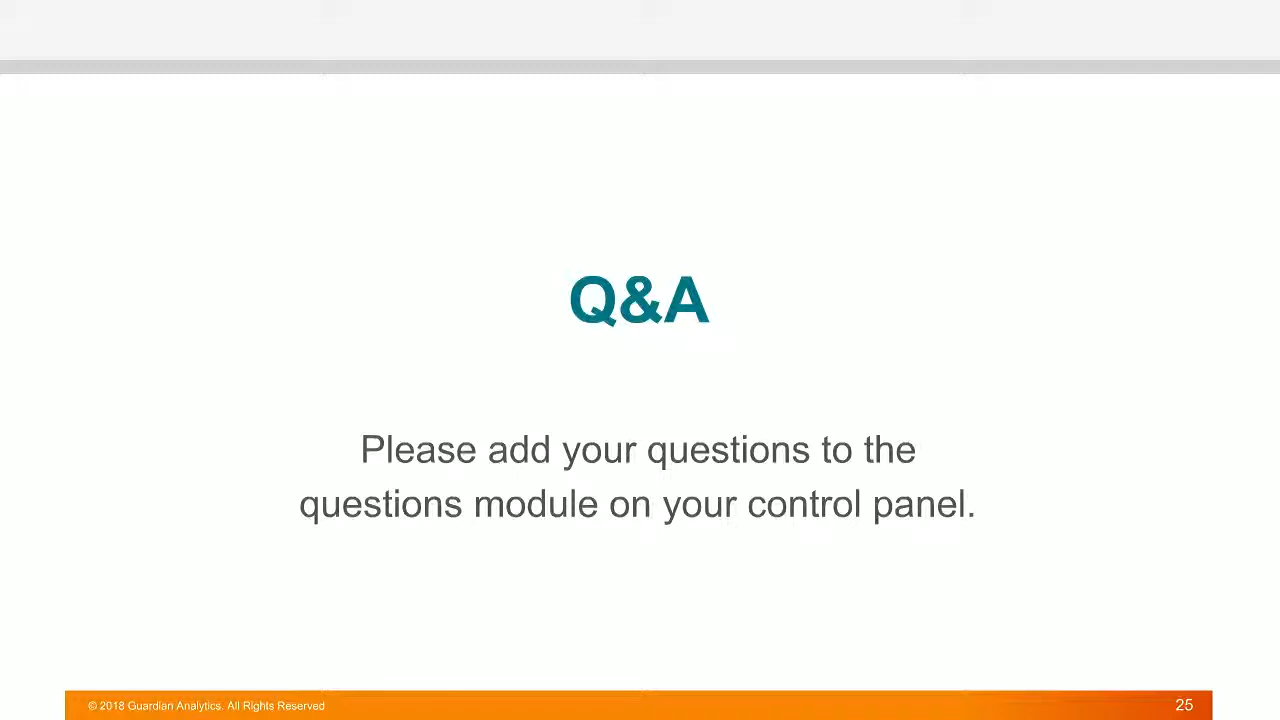 Q&A
Please add your questions to the
questions module on your control panel.
© 2018 Guardian Analytics. All Rights Reserved
25